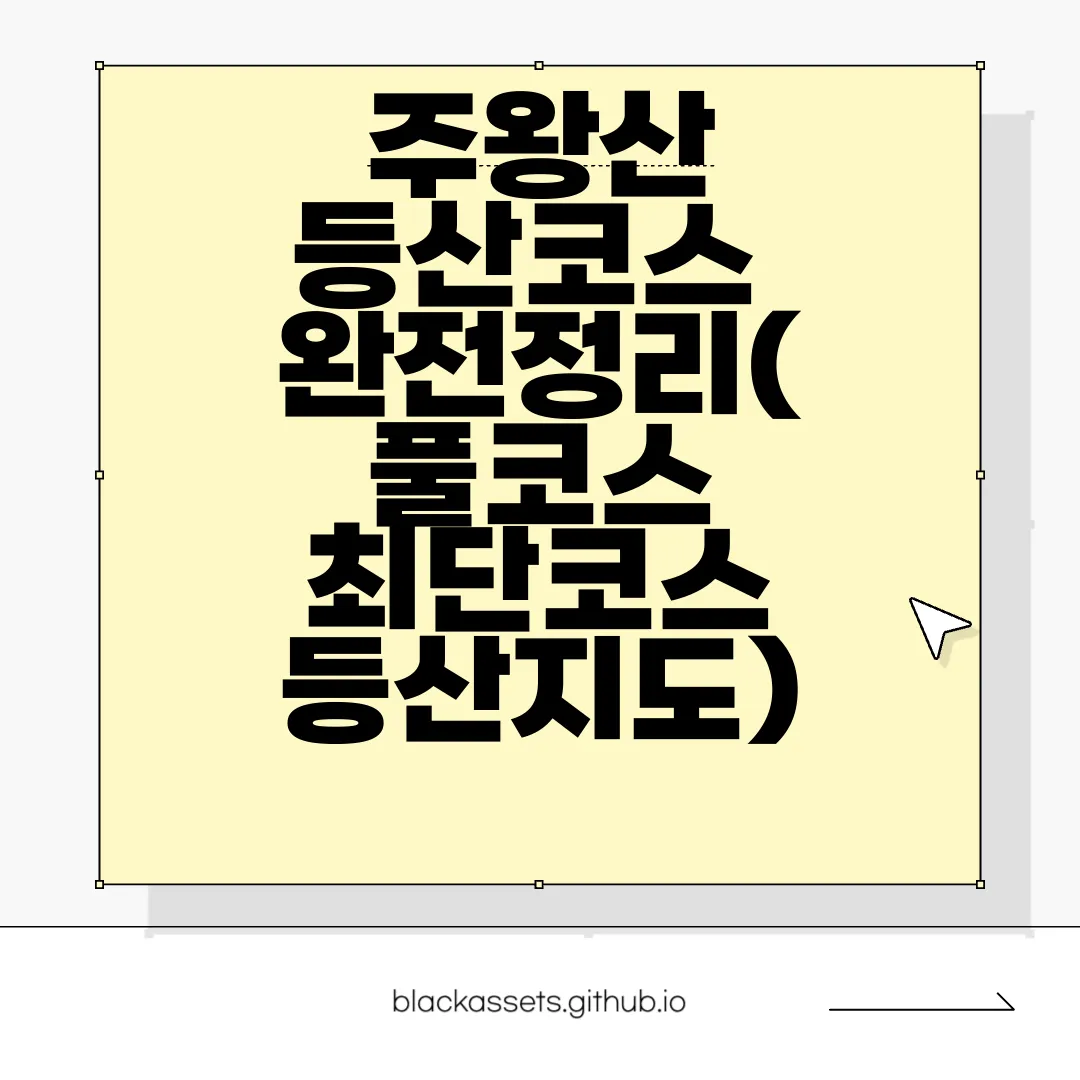 주왕산
등산코스
완전정리(
풀코스
최단코스
등산지도)
blackassets.github.io